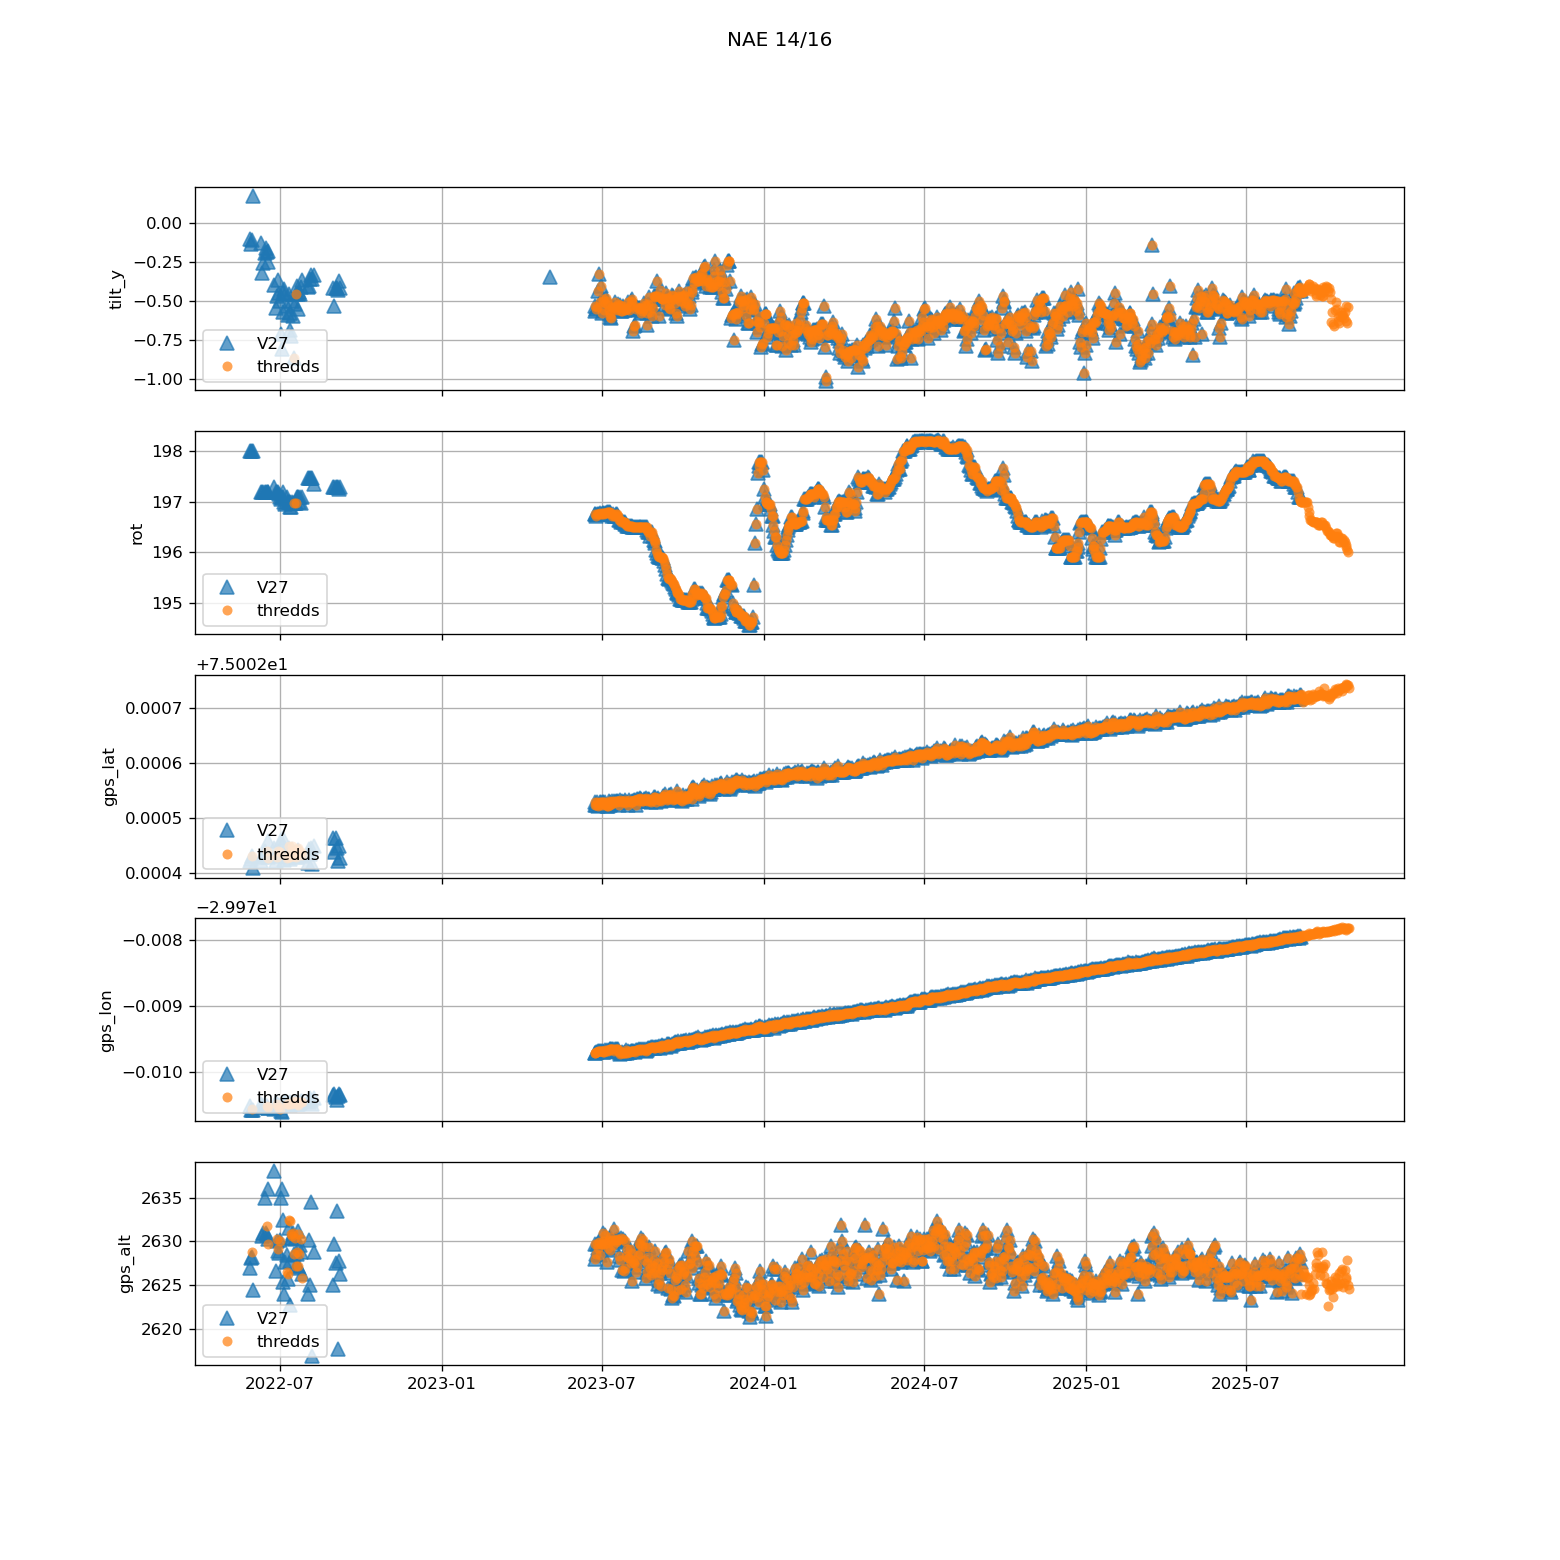 NAE 14/16
0.00
−0.25
−0.50
−0.75
−1.00
tilt_y
V27
thredds
198
197
196
195
rot
V27
thredds
+7.5002e1
0.0007
0.0006
0.0005
0.0004
gps_lat
V27
thredds
−2.997e1
−0.008
−0.009
−0.010
gps_lon
V27
thredds
2635
2630
2625
2620
gps_alt
V27
thredds
2022-07 2023-01 2023-07 2024-01 2024-07 2025-01 2025-07